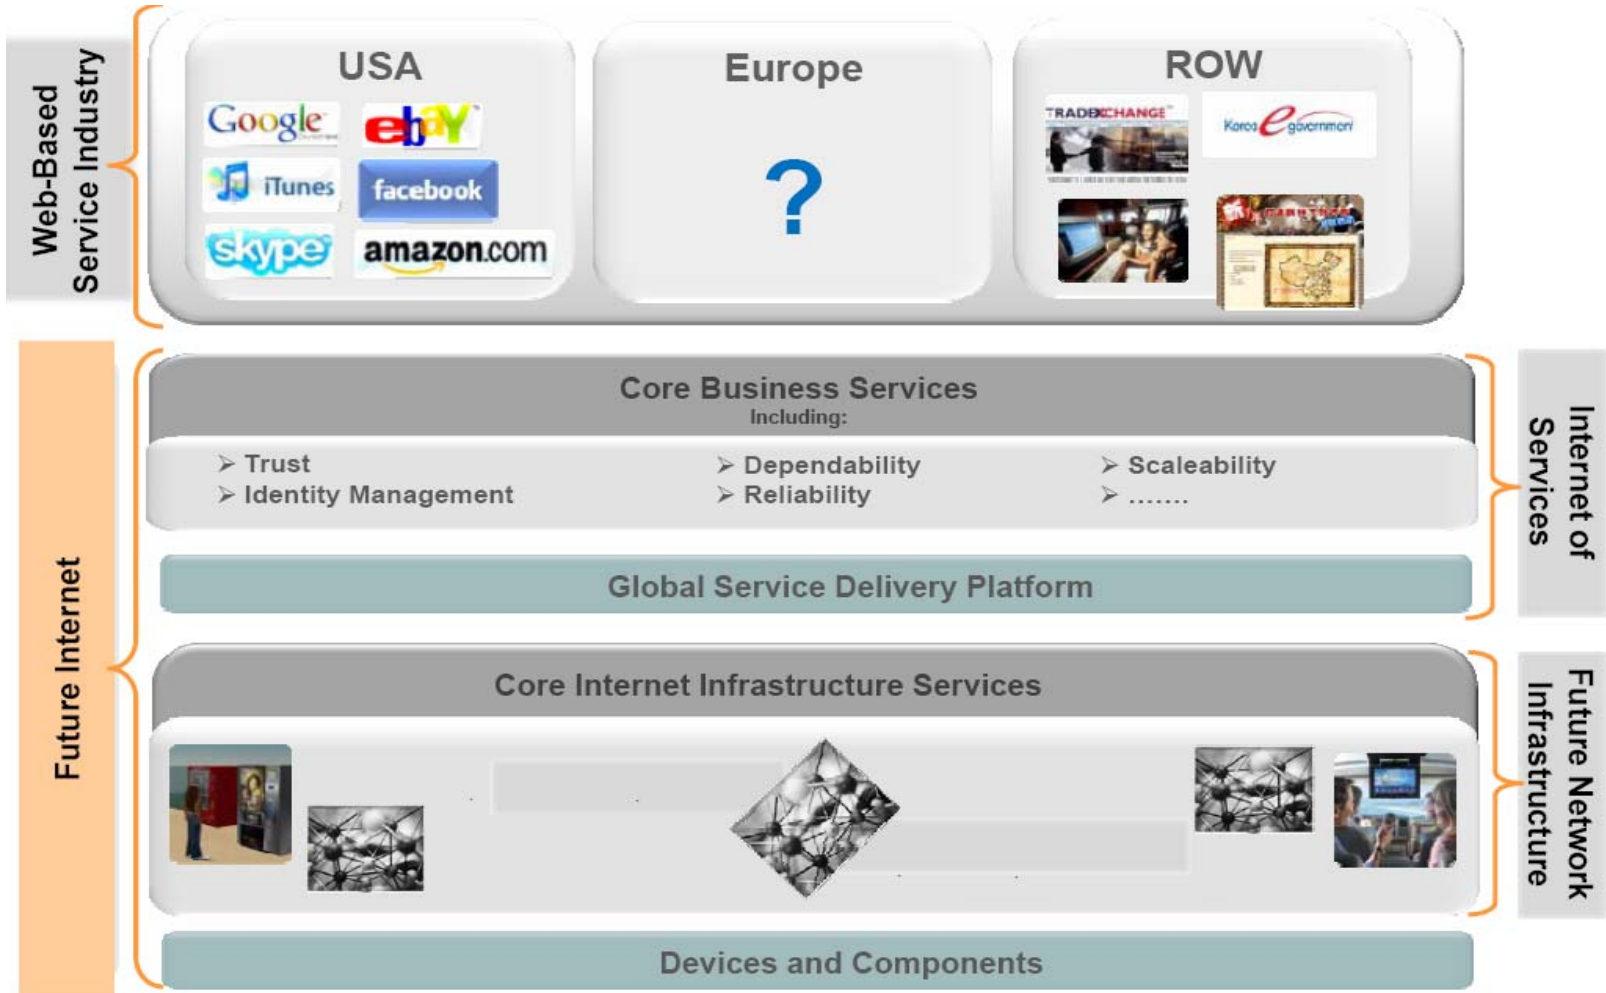 Web-Based
Service Industry
USA
Google
ebaY
iTunes
facebook
skype
amazon.com
Europe
?
ROW
TRADEXCHANGE
Korea e government
Future Internet
Core Business Services
Including:
➢ Trust
➢ Identity Management
➢ Dependability
➢ Reliability
➢ Scaleability
➢ …….
Global Service Delivery Platform
Internet of
Services
Core Internet Infrastructure Services
Future Network
Infrastructure
Devices and Components